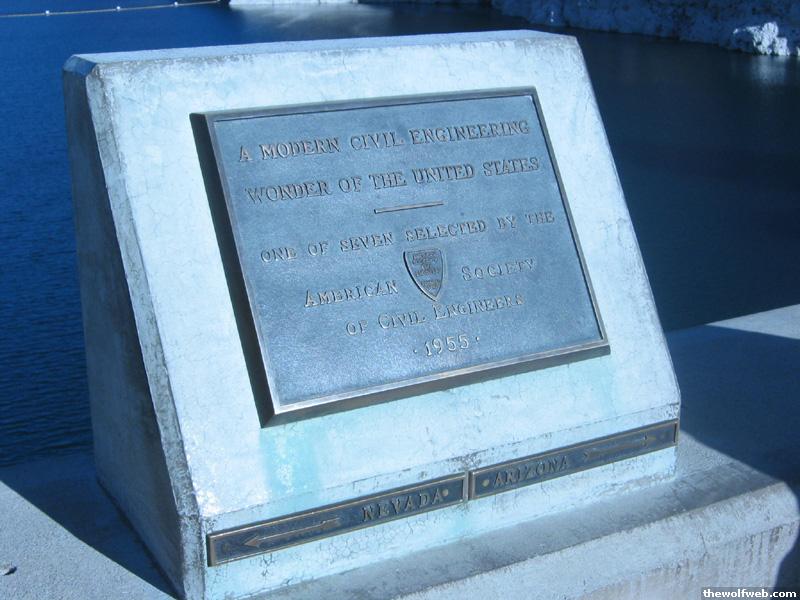 A MODERN CIVIL ENGINEERING
WONDER OF THE UNITED STATES
ONE OF SEVEN SELECTED BY THE
AMERICAN SOCIETY
OF CIVIL ENGINEERS
· 1955 ·
NEVADA · · ARIZONA
thewolfweb.com